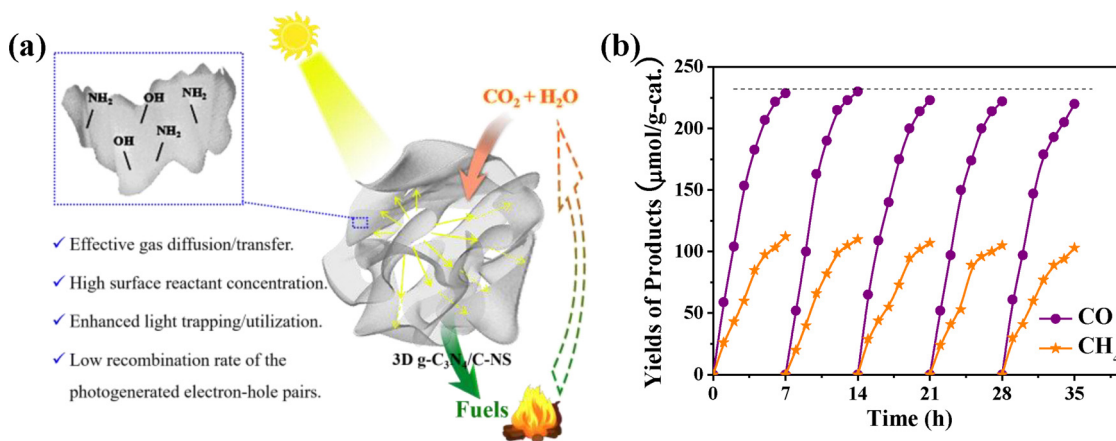 (a)
NH₂
OH
NH₂
OH
NH₂
CO₂ + H₂O
✓ Effective gas diffusion/transfer.
✓ High surface reactant concentration.
✓ Enhanced light trapping/utilization.
✓ Low recombination rate of the
photogenerated electron-hole pairs.
3D g-C₃N₄/C-NS
Fuels
(b)
Yields of Products (μmol/g-cat.)
250
200
150
100
50
0
0 7 14 21 28 35
Time (h)
CO
CH₄